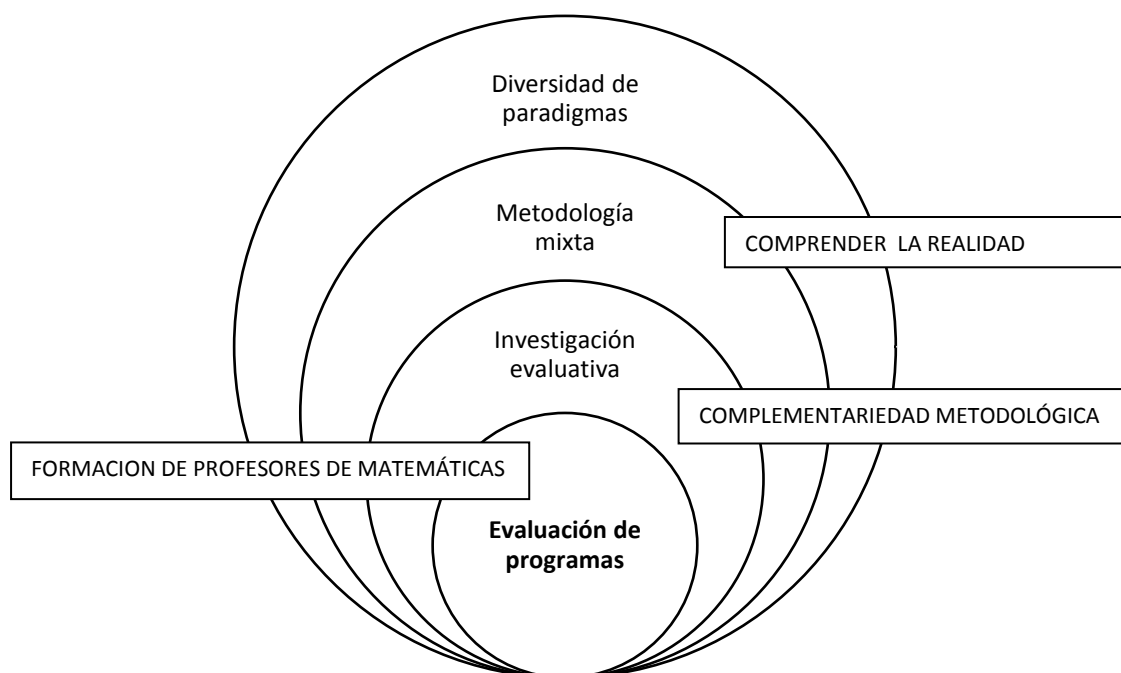 Diversidad de
paradigmas
Metodología
mixta
COMPRENDER LA REALIDAD
Investigación
evaluativa
COMPLEMENTARIEDAD METODOLÓGICA
FORMACION DE PROFESORES DE MATEMÁTICAS
Evaluación de
programas